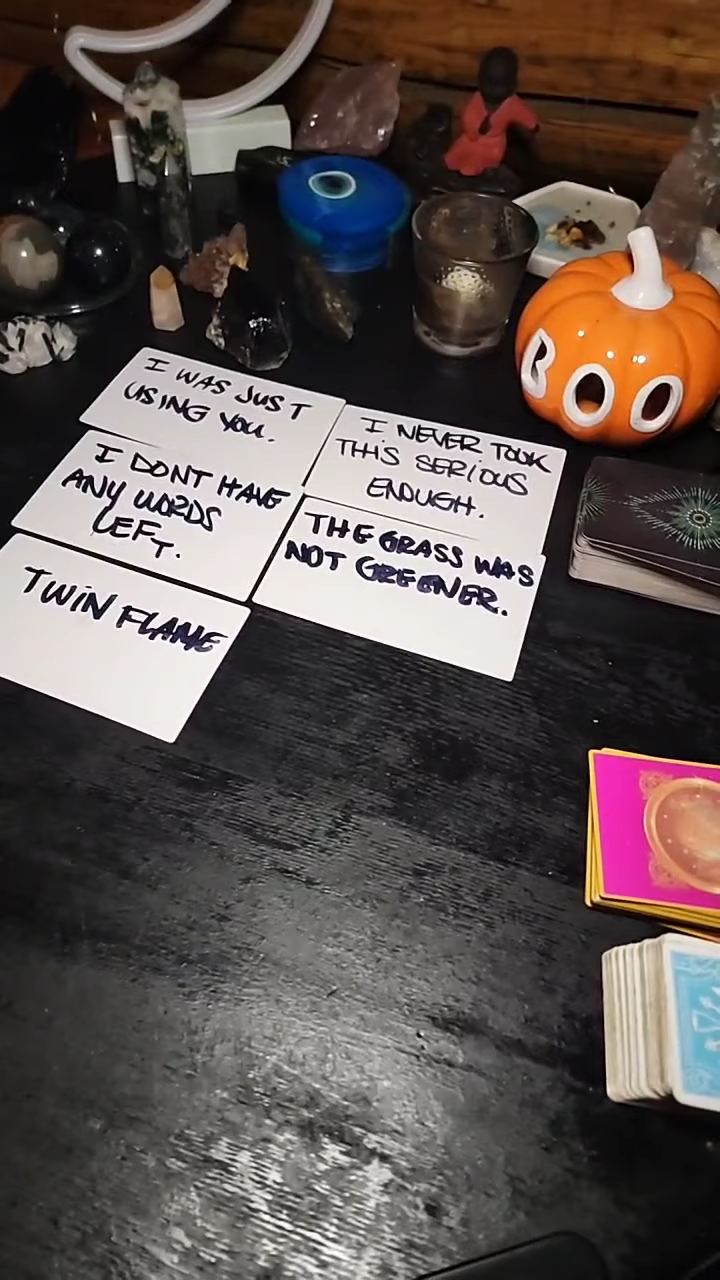 I WAS JUST
USING YOU.
I NEVER TOOK
THIS SERIOUS
ENOUGH.
I DONT HAVE
ANY WORDS
LEFT.
THE GRASS WAS
NOT GREENER.
TWIN FLAME
BOO